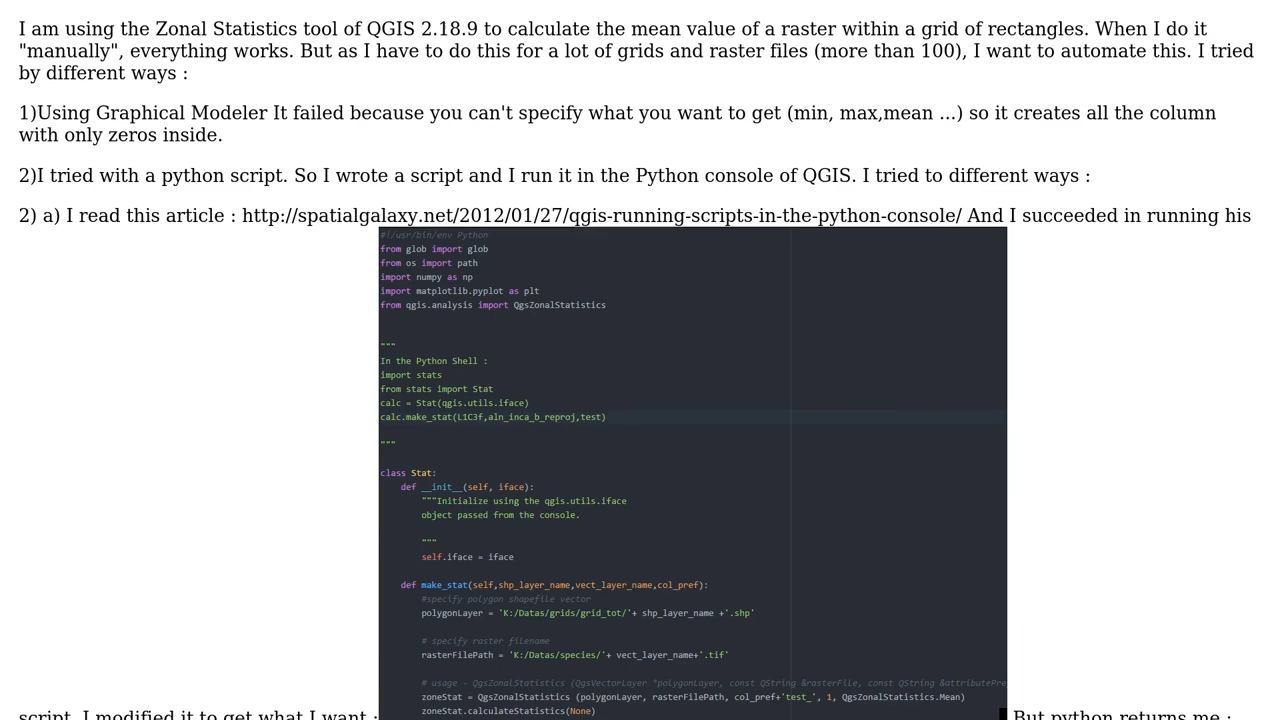 I am using the Zonal Statistics tool of QGIS 2.18.9 to calculate the mean value of a raster within a grid of rectangles. When I do it
"manually", everything works. But as I have to do this for a lot of grids and raster files (more than 100), I want to automate this. I tried
by different ways :
1)Using Graphical Modeler It failed because you can't specify what you want to get (min, max,mean ...) so it creates all the column
with only zeros inside.
2)I tried with a python script. So I wrote a script and I run it in the Python console of QGIS. I tried to different ways :
2) a) I read this article : http://spatialgalaxy.net/2012/01/27/qgis-running-scripts-in-the-python-console/ And I succeeded in running his
#!/usr/bin/env Python
from glob import glob
from os import path
import numpy as np
import matplotlib.pyplot as plt
from qgis.analysis import QgsZonalStatistics
"""
In the Python Shell :
import stats
from stats import Stat
calc = Stat(qgis.utils.iface)
calc.make_stat(L1C3f,aln_inca_b_reproj,test)
"""
class Stat:
def __init__(self, iface):
"""Initialize using the qgis.utils.iface
object passed from the console.
"""
self.iface = iface
def make_stat(self,shp_layer_name,vect_layer_name,col_pref):
#specify polygon shapefile vector
polygonLayer = 'K:/Datas/grids/grid_tot/'+ shp_layer_name +'.shp'
# specify raster filename
rasterFilePath = 'K:/Datas/species/'+ vect_layer_name+'.tif'
# usage - QgsZonalStatistics (QgsVectorLayer *polygonLayer, const QString &rasterFile, const QString &attributePre
zoneStat = QgsZonalStatistics (polygonLayer, rasterFilePath, col_pref+'test_', 1, QgsZonalStatistics.Mean)
zoneStat.calculateStatistics(None)
script. I modified it to get what I want : But python returns me :